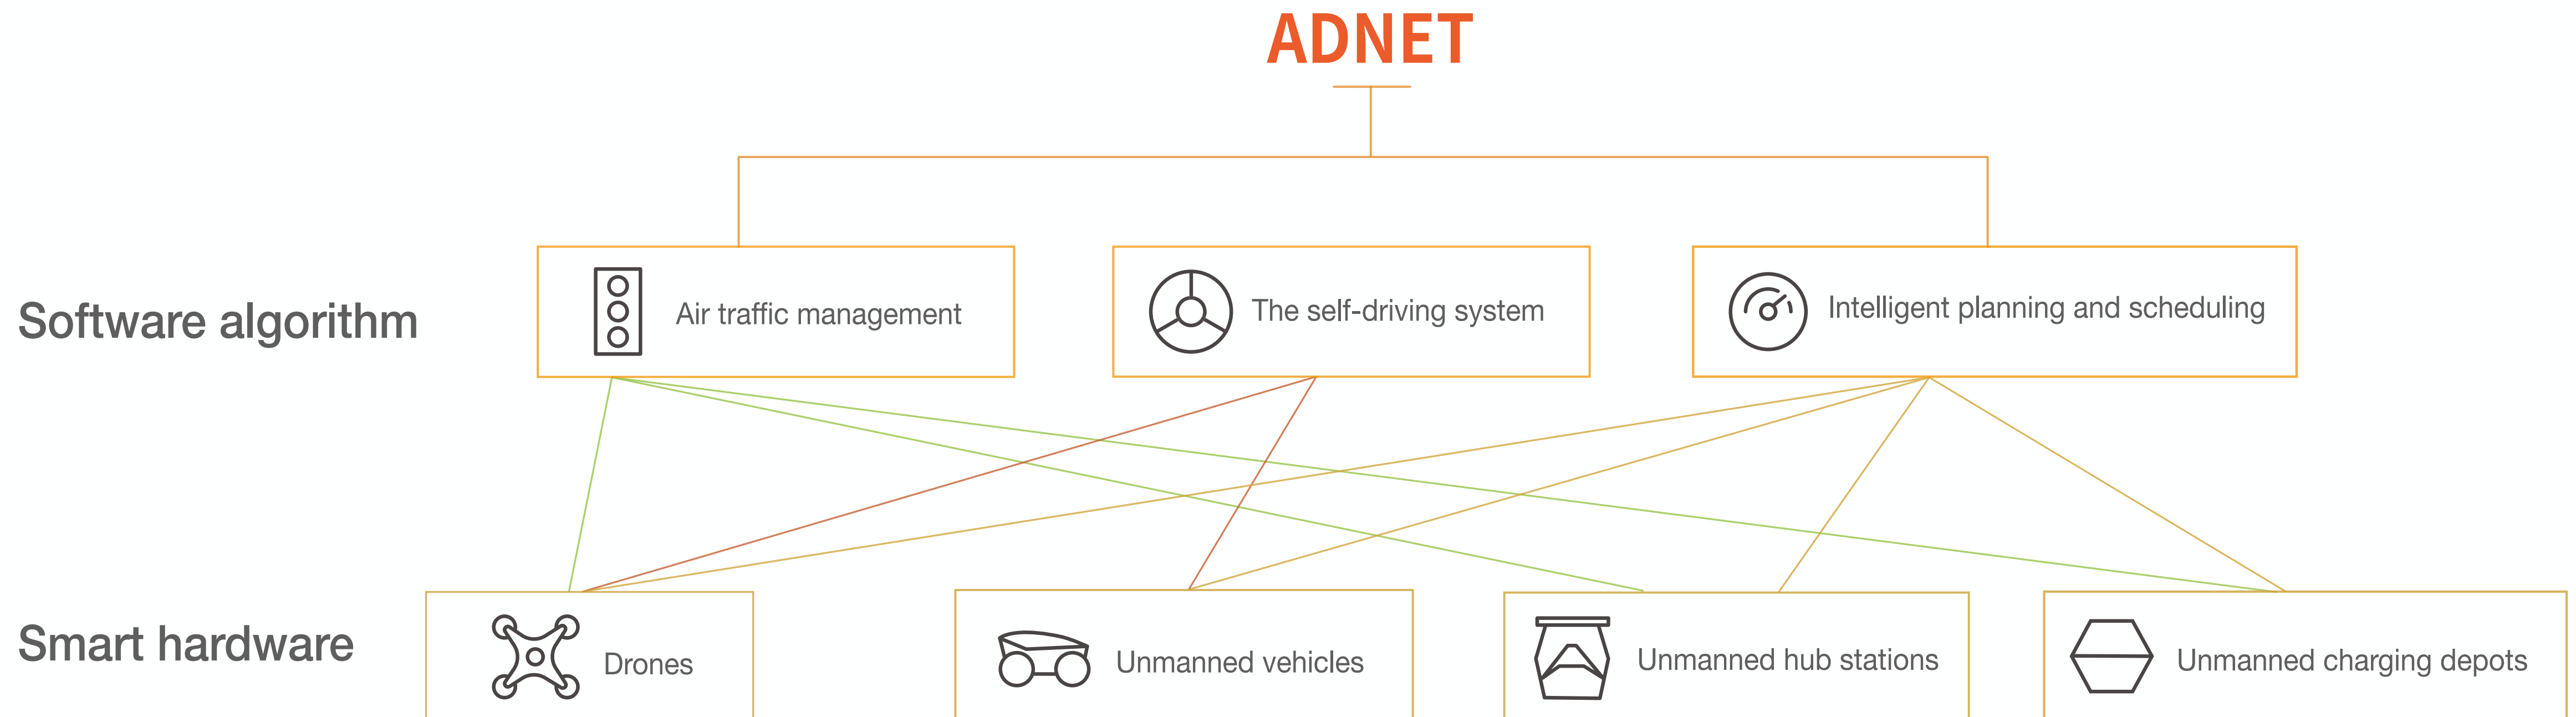 ADNET
Software algorithm
Air traffic management
The self-driving system
Intelligent planning and scheduling
Smart hardware
Drones
Unmanned vehicles
Unmanned hub stations
Unmanned charging depots